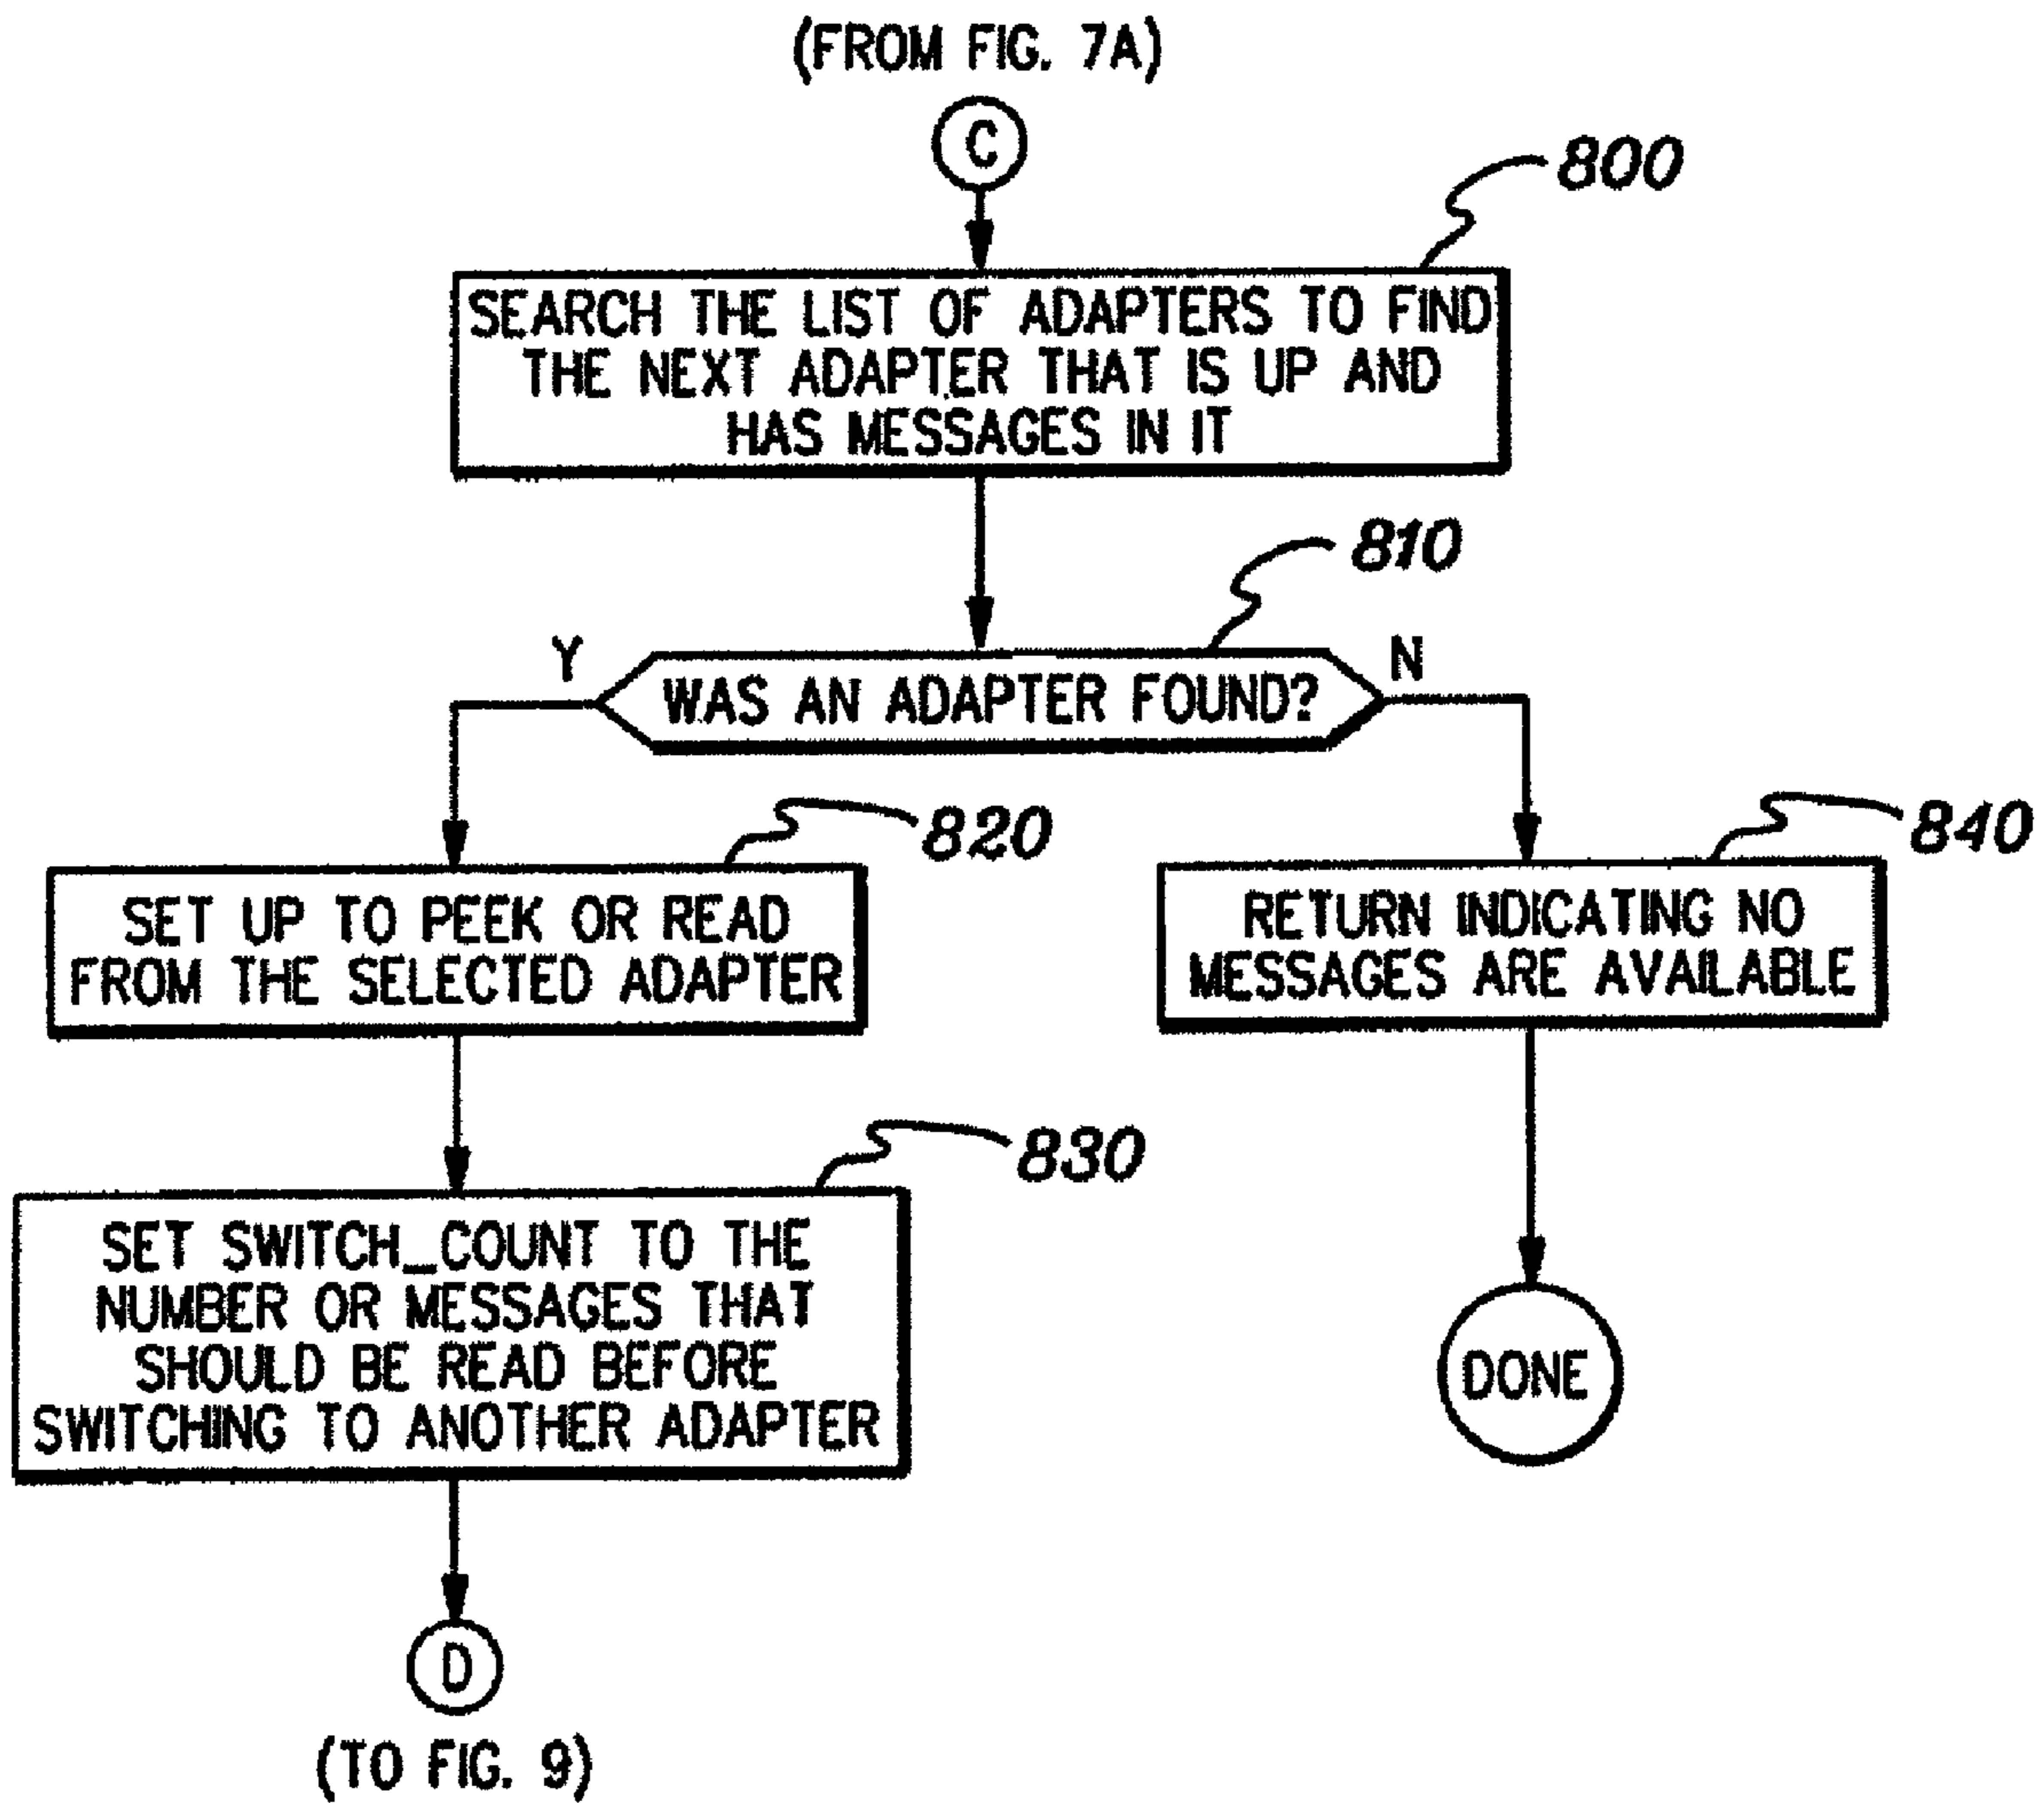 (FROM FIG. 7A)
C
800
SEARCH THE LIST OF ADAPTERS TO FIND
THE NEXT ADAPTER THAT IS UP AND
HAS MESSAGES IN IT
810
Y
N
WAS AN ADAPTER FOUND?
820
SET UP TO PEEK OR READ
FROM THE SELECTED ADAPTER
840
RETURN INDICATING NO
MESSAGES ARE AVAILABLE
830
SET SWITCH_COUNT TO THE
NUMBER OR MESSAGES THAT
SHOULD BE READ BEFORE
SWITCHING TO ANOTHER ADAPTER
DONE
D
(TO FIG. 9)